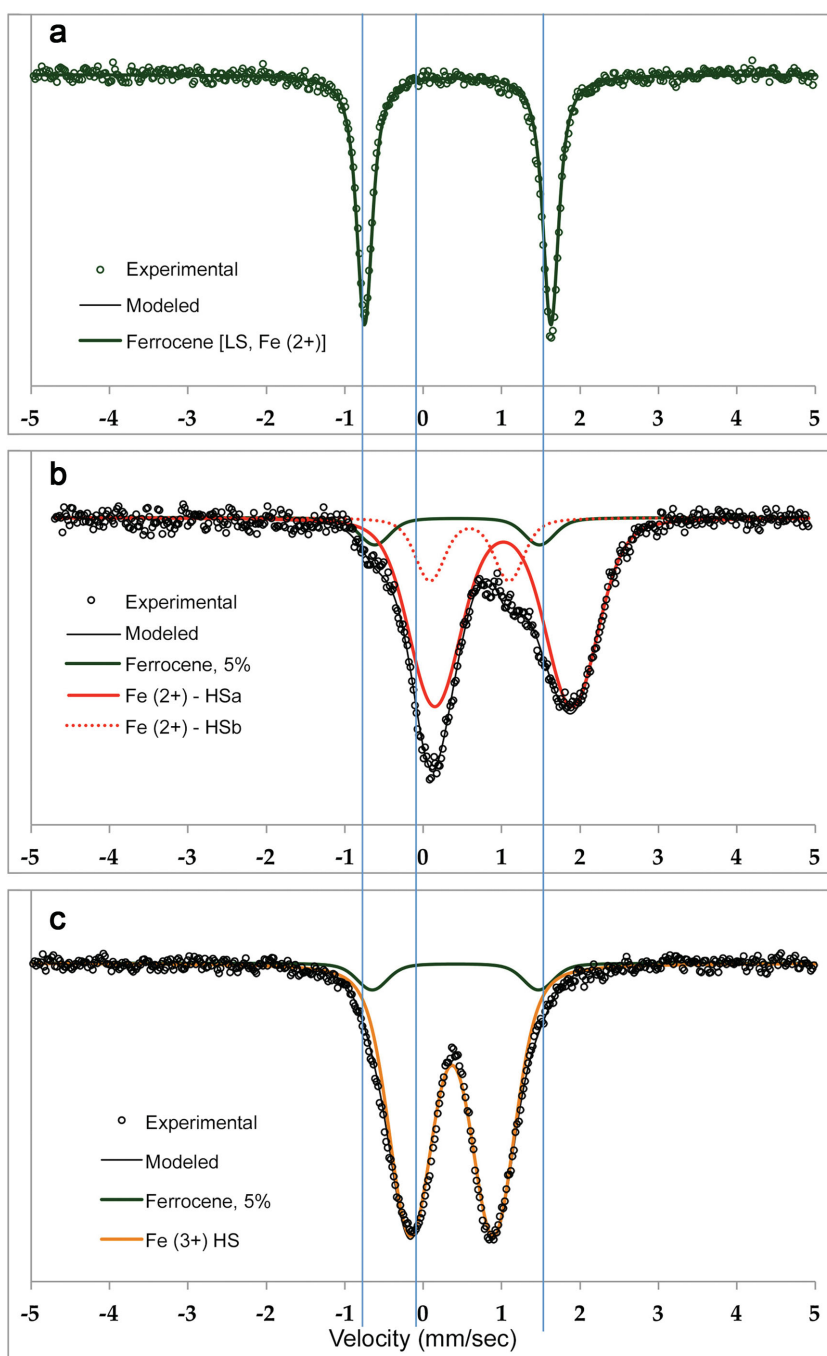 a
Experimental
Modeled
Ferrocene [LS, Fe (2+)]
-5 -4 -3 -2 -1 0 1 2 3 4 5
b
Experimental
Modeled
Ferrocene, 5%
Fe (2+) - HSa
Fe (2+) - HSb
-5 -4 -3 -2 -1 0 1 2 3 4 5
c
Experimental
Modeled
Ferrocene, 5%
Fe (3+) HS
-5 -4 -3 -2 -1 0 1 2 3 4 5
Velocity (mm/sec)